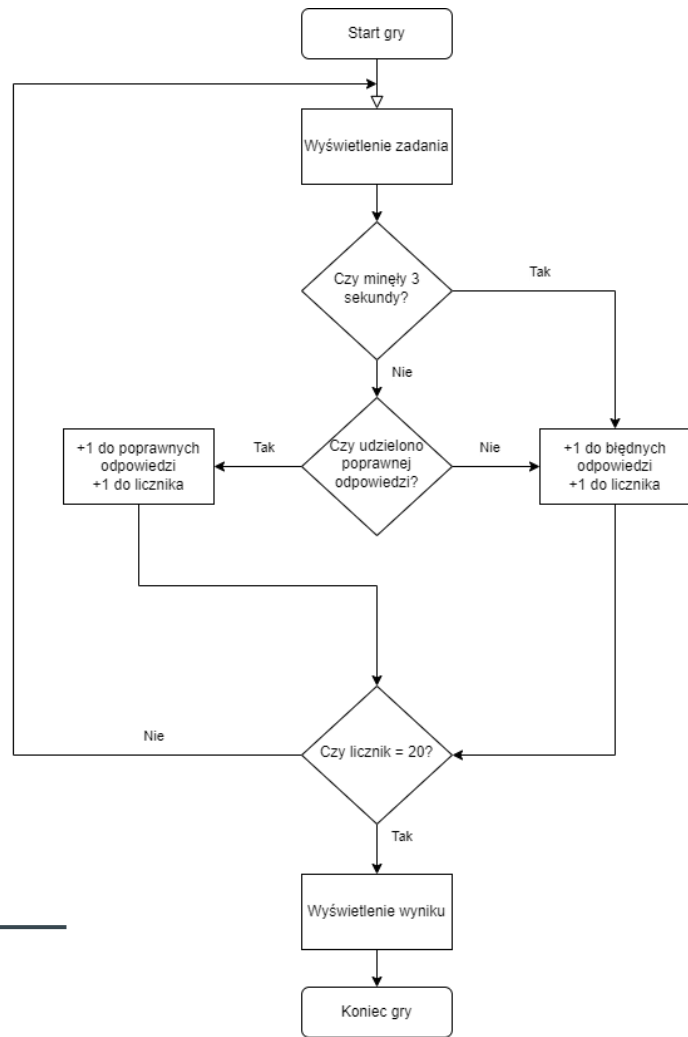 Start gry
Wyświetlenie zadania
Czy minęły 3
sekundy?
Tak
Nie
Czy udzielono
poprawnej
odpowiedzi?
Tak
Nie
+1 do poprawnych
odpowiedzi
+1 do licznika
+1 do błędnych
odpowiedzi
+1 do licznika
Czy licznik = 20?
Nie
Tak
Wyświetlenie wyniku
Koniec gry